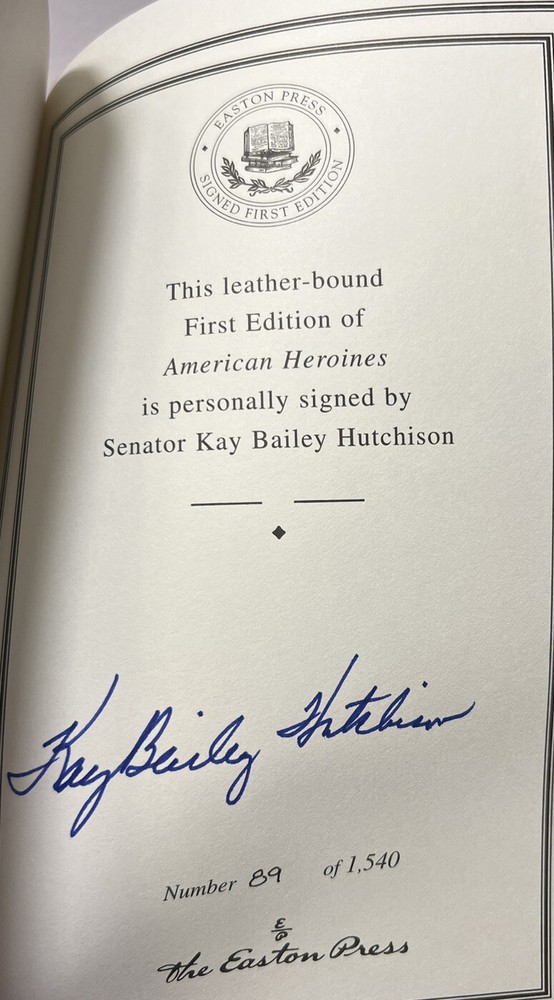 EASTON PRESS
SIGNED FIRST EDITION
This leather-bound
First Edition of
American Heroines
is personally signed by
Senator Kay Bailey Hutchison
Kay Bailey Hutchison
Number 89 of 1,540
E/P
The Easton Press